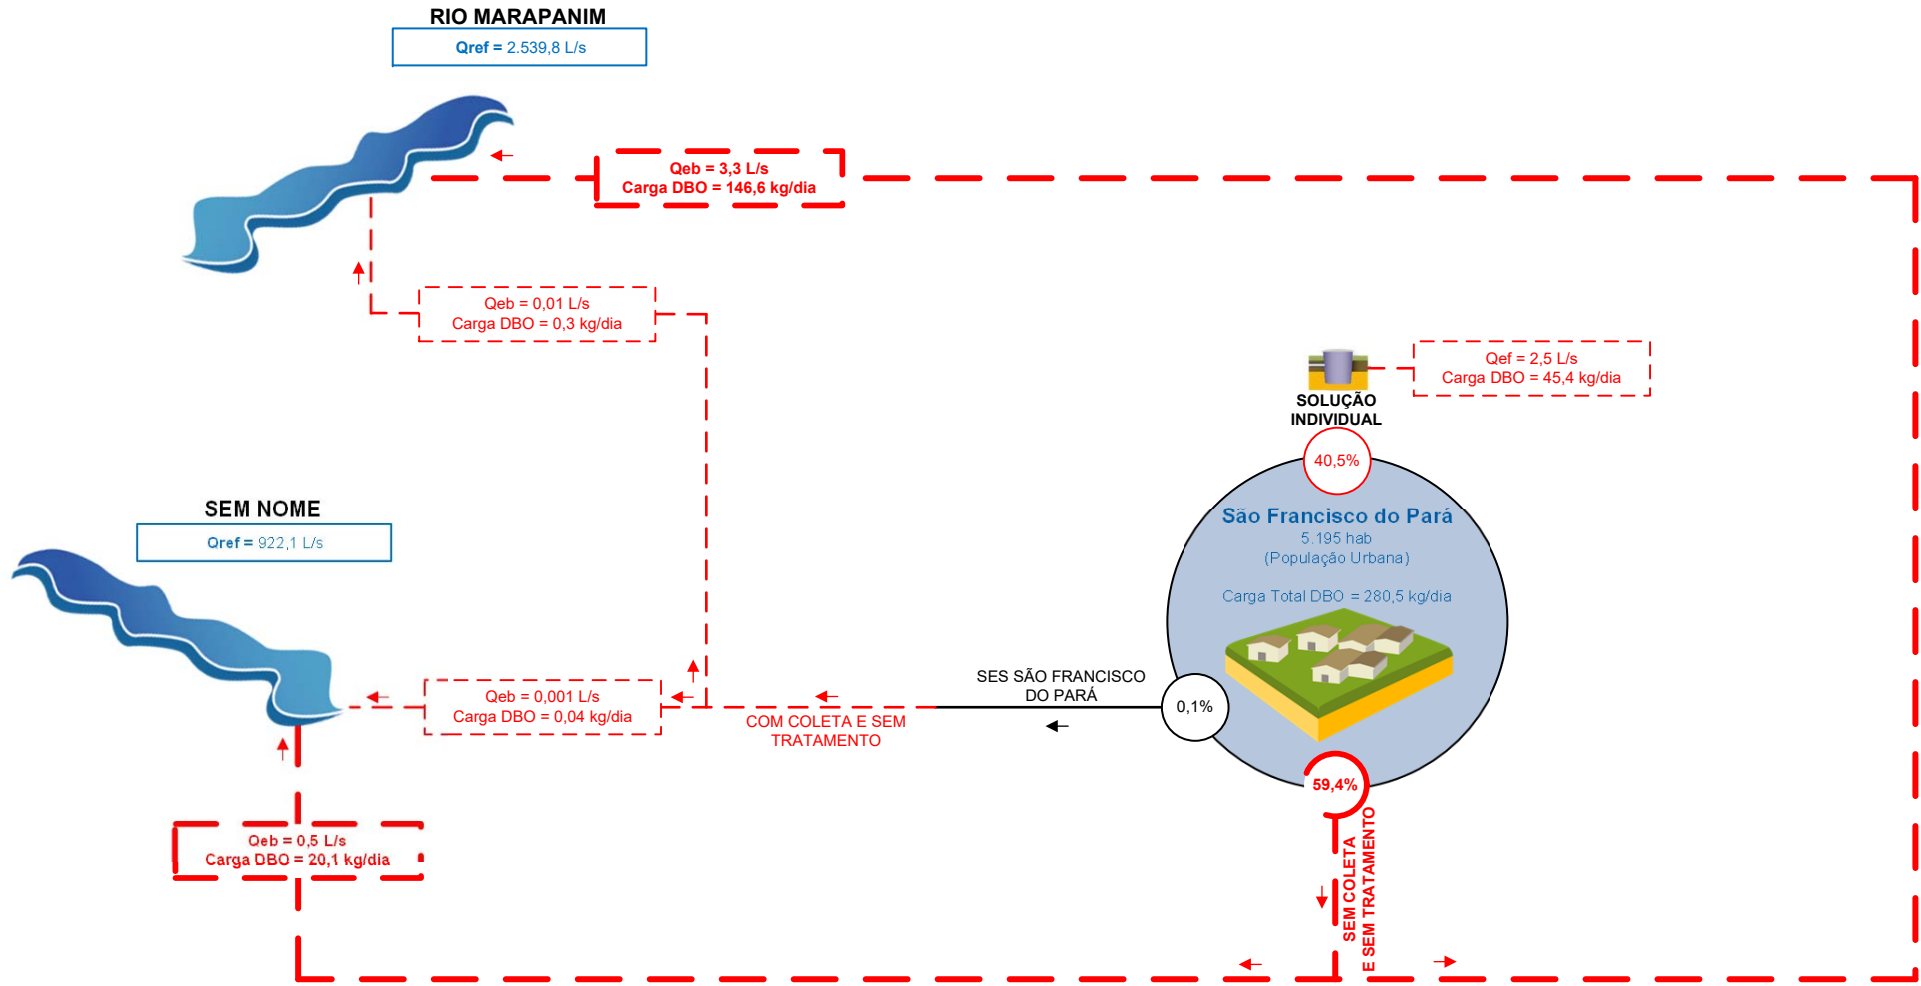 RIO MARAPANIM
Qref = 2.539,8 L/s
Qeb = 3,3 L/s
Carga DBO = 146,6 kg/dia
Qeb = 0,01 L/s
Carga DBO = 0,3 kg/dia
Qef = 2,5 L/s
Carga DBO = 45,4 kg/dia
SOLUÇÃO
INDIVIDUAL
40,5%
SEM NOME
Qref = 922,1 L/s
São Francisco do Pará
5.195 hab
(População Urbana)
Carga Total DBO = 280,5 kg/dia
SES SÃO FRANCISCO
DO PARÁ
0,1%
Qeb = 0,001 L/s
Carga DBO = 0,04 kg/dia
COM COLETA E SEM
TRATAMENTO
59,4%
SEM COLETA
E SEM TRATAMENTO
Qeb = 0,5 L/s
Carga DBO = 20,1 kg/dia